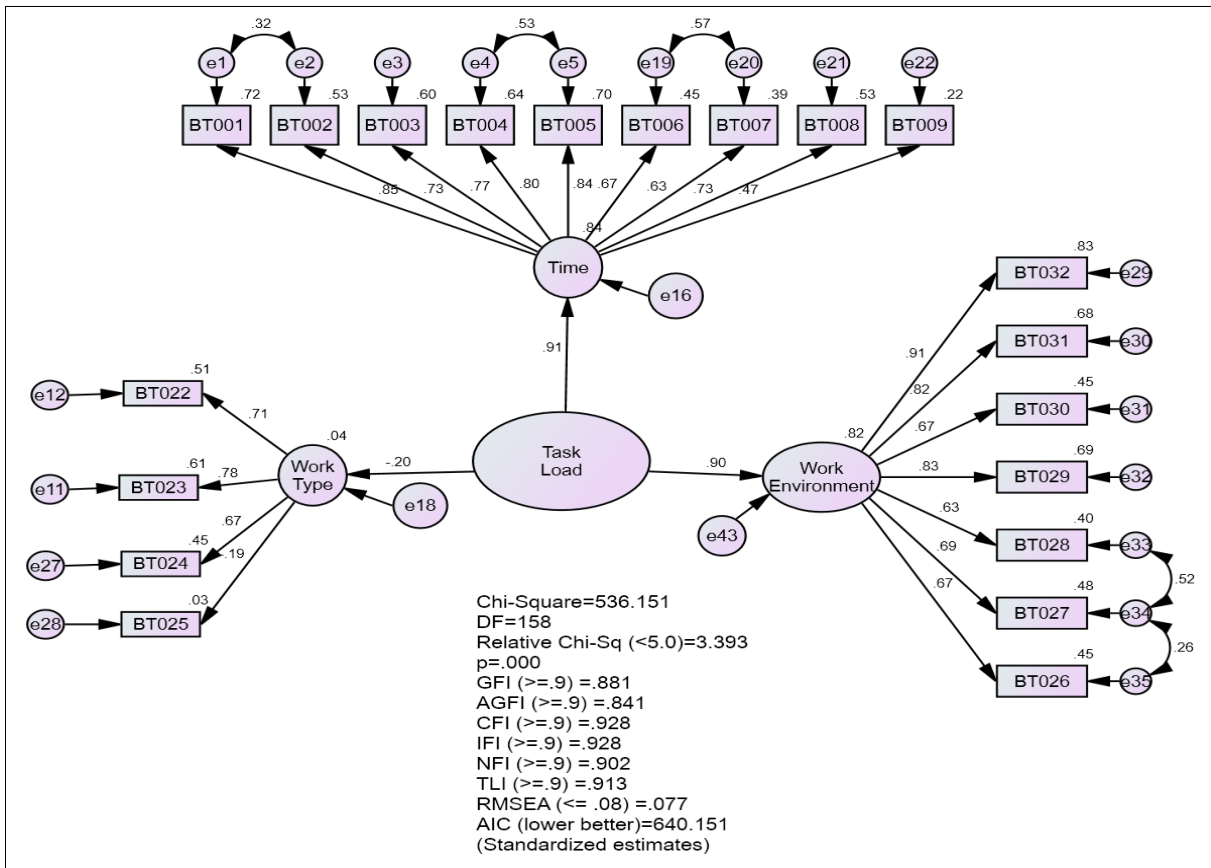 .32 .53 .57
e1 e2 e3 e4 e5 e19 e20 e21 e22
.72 .53 .60 .64 .70 .45 .39 .53 .22
BT001 BT002 BT003 BT004 BT005 BT006 BT007 BT008 BT009
.85 .73 .77 .80 .84 .67 .63 .73 .47
.84
Time
e16
.91
.83
BT032 e29
.68
BT031 e30
.45
BT030 e31
.69
BT029 e32
.40
BT028 e33
.48
BT027 e34
.45
BT026 e35
.52
.26
.91
.82
.67
.83
.63
.69
.67
.82
Work
Environment
e43
.90
Task
Load
-.20
.04
Work
Type
e18
.51
e12 BT022
.71
.61
e11 BT023
.78
.45
e27 BT024
.67
.03
e28 BT025
-.19
Chi-Square=536.151
DF=158
Relative Chi-Sq (<5.0)=3.393
p=.000
GFI (>=.9) =.881
AGFI (>=.9) =.841
CFI (>=.9) =.928
IFI (>=.9) =.928
NFI (>=.9) =.902
TLI (>=.9) =.913
RMSEA (<= .08) =.077
AIC (lower better)=640.151
(Standardized estimates)